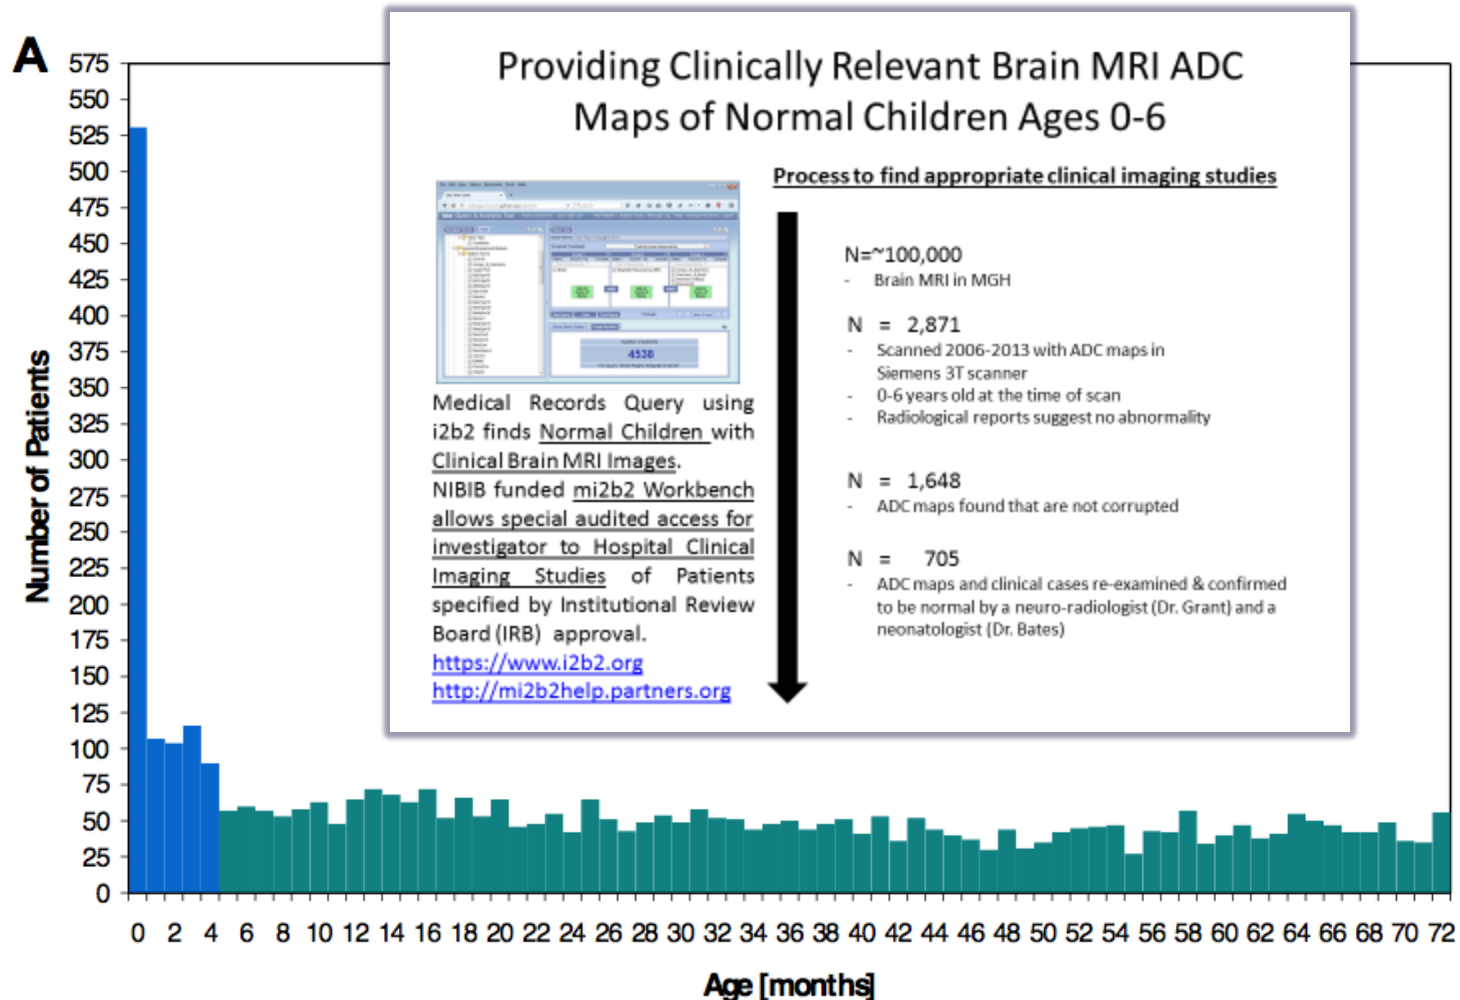 A
Providing Clinically Relevant Brain MRI ADC
Maps of Normal Children Ages 0-6
Process to find appropriate clinical imaging studies
4538
Medical Records Query using
i2b2 finds Normal Children with
Clinical Brain MRI Images.
NIBIB funded mi2b2 Workbench
allows special audited access for
investigator to Hospital Clinical
Imaging Studies of Patients
specified by Institutional Review
Board (IRB) approval.
https://www.i2b2.org
http://mi2b2help.partners.org
N=~100,000
- Brain MRI in MGH
N = 2,871
- Scanned 2006-2013 with ADC maps in
Siemens 3T scanner
- 0-6 years old at the time of scan
- Radiological reports suggest no abnormality
N = 1,648
- ADC maps found that are not corrupted
N = 705
- ADC maps and clinical cases re-examined & confirmed
to be normal by a neuro-radiologist (Dr. Grant) and a
neonatologist (Dr. Bates)
Number of Patients
575
550
525
500
475
450
425
400
375
350
325
300
275
250
225
200
175
150
125
100
75
50
25
0
0 2 4 6 8 10 12 14 16 18 20 22 24 26 28 30 32 34 36 38 40 42 44 46 48 50 52 54 56 58 60 62 64 66 68 70 72
Age [months]